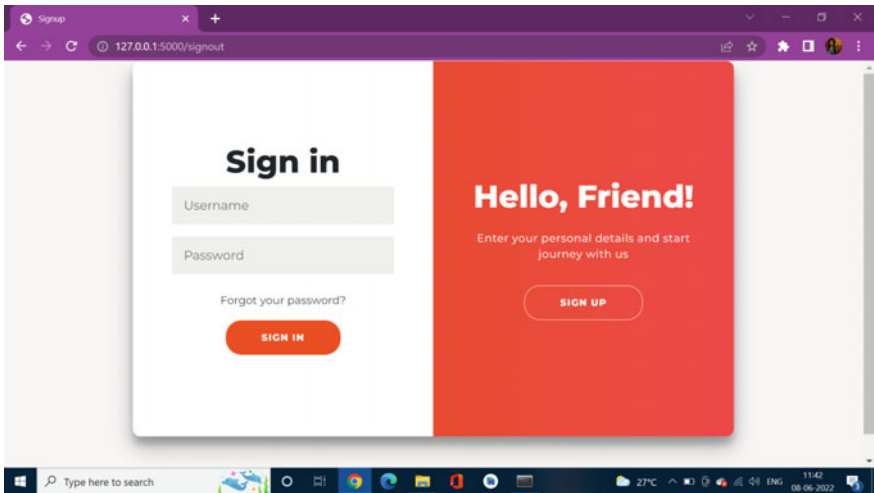 Signup
127.0.0.1:5000/signout
Sign in
Username
Password
Forgot your password?
SIGN IN
Hello, Friend!
Enter your personal details and start
journey with us
SIGN UP
Type here to search
27°C
ENG
11:42
08-06-2022